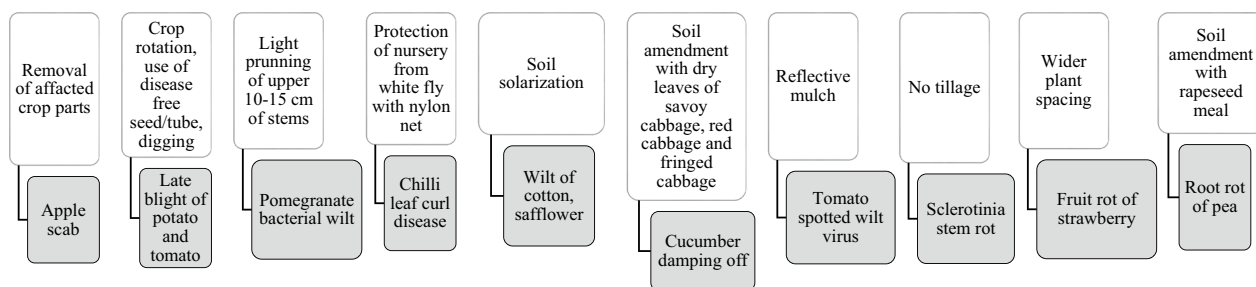 Removal
of affacted
crop parts
Apple
scab
Crop
rotation,
use of
disease
free
seed/tube,
digging
Late
blight of
potato
and
tomato
Light
prunning
of upper
10-15 cm
of stems
Pomegranate
bacterial wilt
Protection
of nursery
from
white fly
with nylon
net
Chilli
leaf curl
disease
Soil
solarization
Wilt of
cotton,
safflower
Soil
amendment
with dry
leaves of
savoy
cabbage, red
cabbage and
fringed
cabbage
Cucumber
damping off
Reflective
mulch
Tomato
spotted wilt
virus
No tillage
Sclerotinia
stem rot
Wider
plant
spacing
Fruit rot of
strawberry
Soil
amendment
with
rapeseed
meal
Root rot
of pea